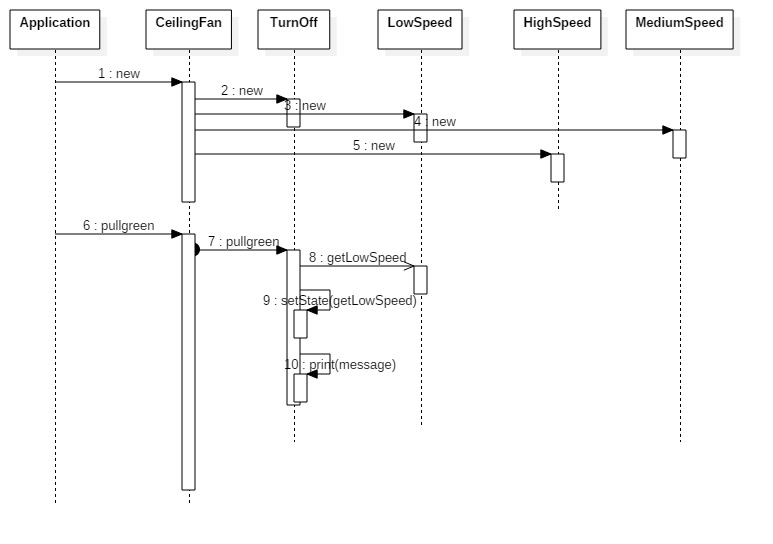 Application
CeilingFan
TurnOff
LowSpeed
HighSpeed
MediumSpeed
1 : new
2 : new
3 : new
4 : new
5 : new
6 : pullgreen
7 : pullgreen
8 : getLowSpeed
9 : setState(getLowSpeed)
10 : print(message)